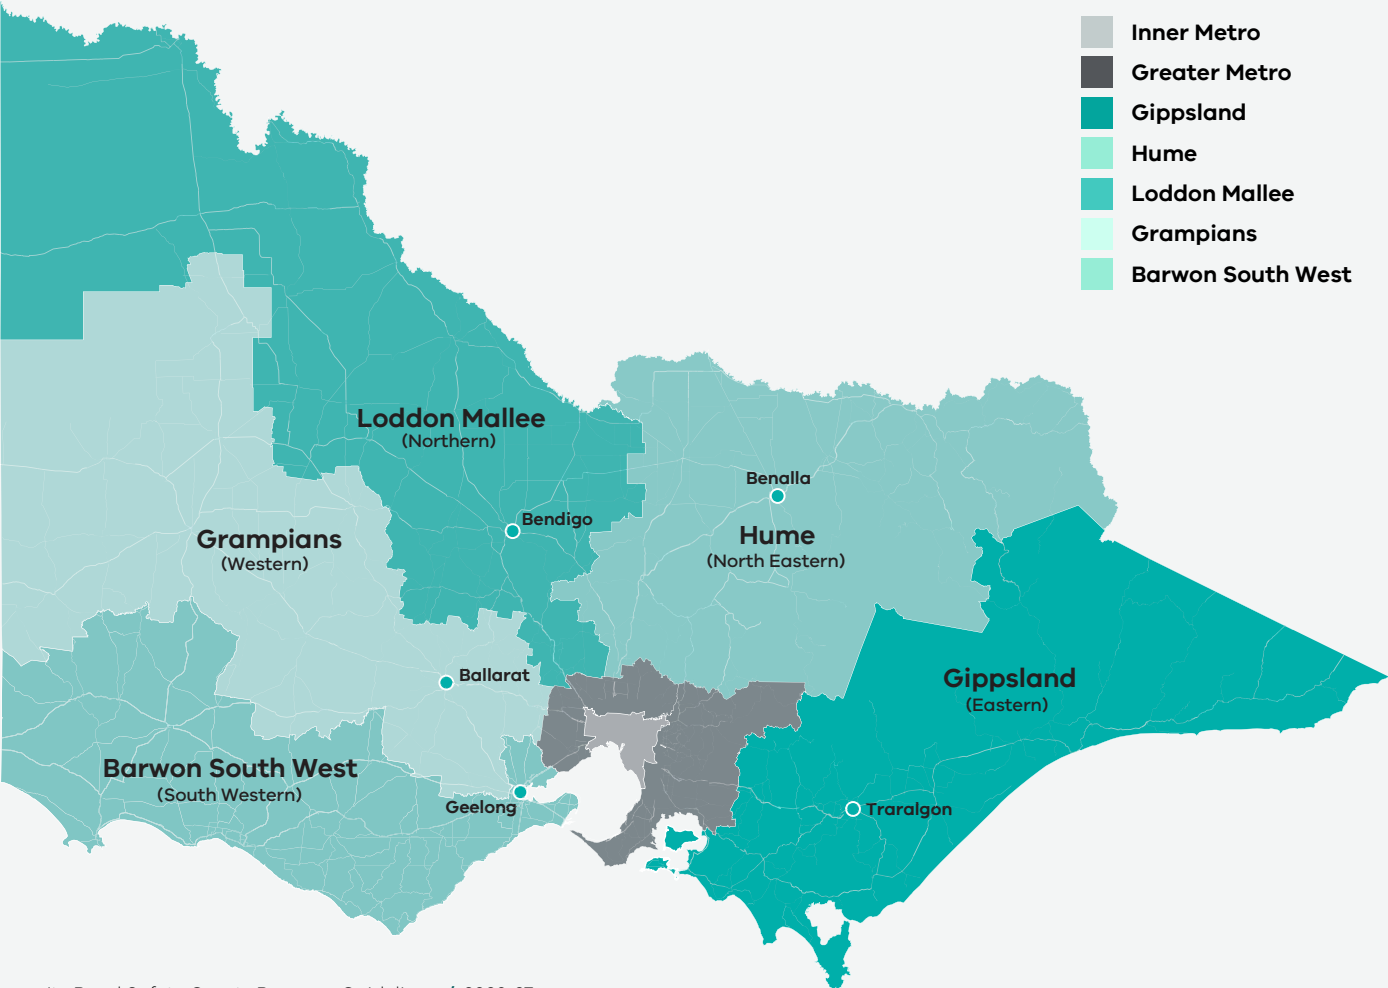 Inner Metro
Greater Metro
Gippsland
Hume
Loddon Mallee
Grampians
Barwon South West
Loddon Mallee
(Northern)
Benalla
Bendigo
Hume
(North Eastern)
Grampians
(Western)
Ballarat
Gippsland
(Eastern)
Barwon South West
(South Western)
Geelong
Traralgon